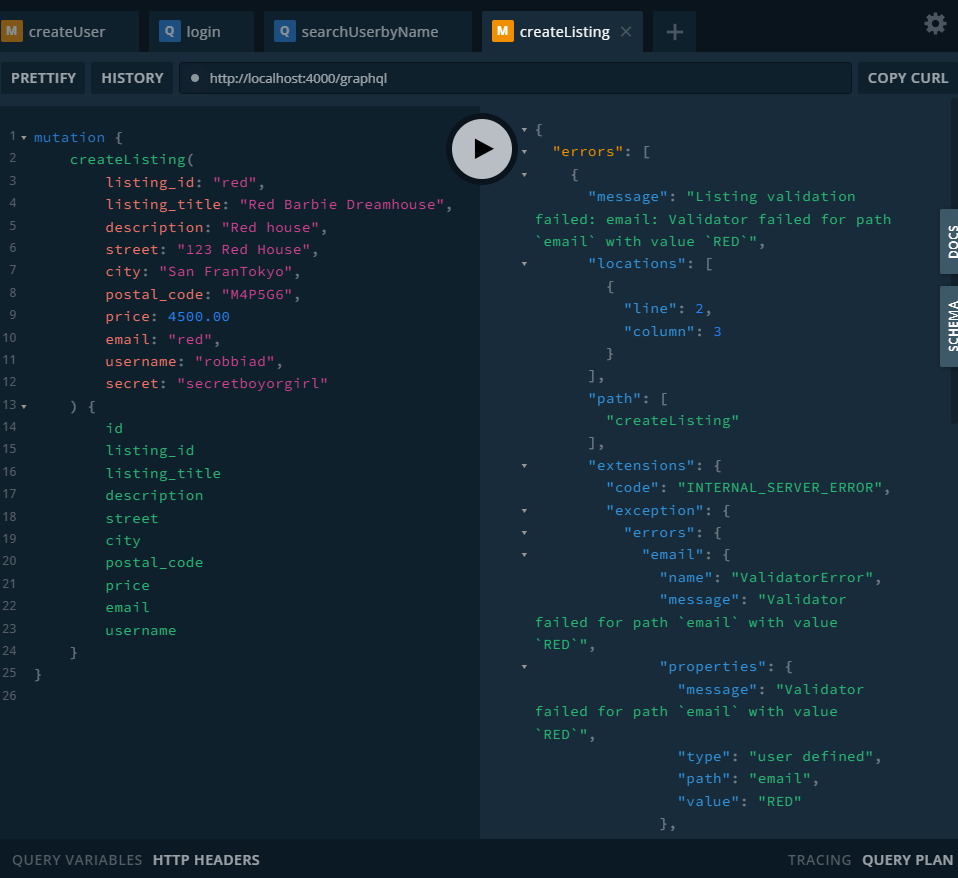 M createUser Q login Q searchUserbyName M createListing × +
PRETTIFY HISTORY http://localhost:4000/graphql COPY CURL
1 mutation {
2 createListing(
3 listing_id: "red",
4 listing_title: "Red Barbie Dreamhouse",
5 description: "Red house",
6 street: "123 Red House",
7 city: "San FranTokyo",
8 postal_code: "M4P5G6",
9 price: 4500.00
10 email: "red",
11 username: "robbiad",
12 secret: "secretboyorgirl"
13 ) {
14 id
15 listing_id
16 listing_title
17 description
18 street
19 city
20 postal_code
21 price
22 email
23 username
24 }
25 }
26
{
"errors": [
{
"message": "Listing validation
failed: email: Validator failed for path
`email` with value `RED`",
"locations": [
{
"line": 2,
"column": 3
}
],
"path": [
"createListing"
],
"extensions": {
"code": "INTERNAL_SERVER_ERROR",
"exception": {
"errors": {
"email": {
"name": "ValidatorError",
"message": "Validator
failed for path `email` with value
`RED`",
"properties": {
"message": "Validator
failed for path `email` with value
`RED`",
"type": "user defined",
"path": "email",
"value": "RED"
},
DOCS
SCHEMA
QUERY VARIABLES HTTP HEADERS TRACING QUERY PLAN